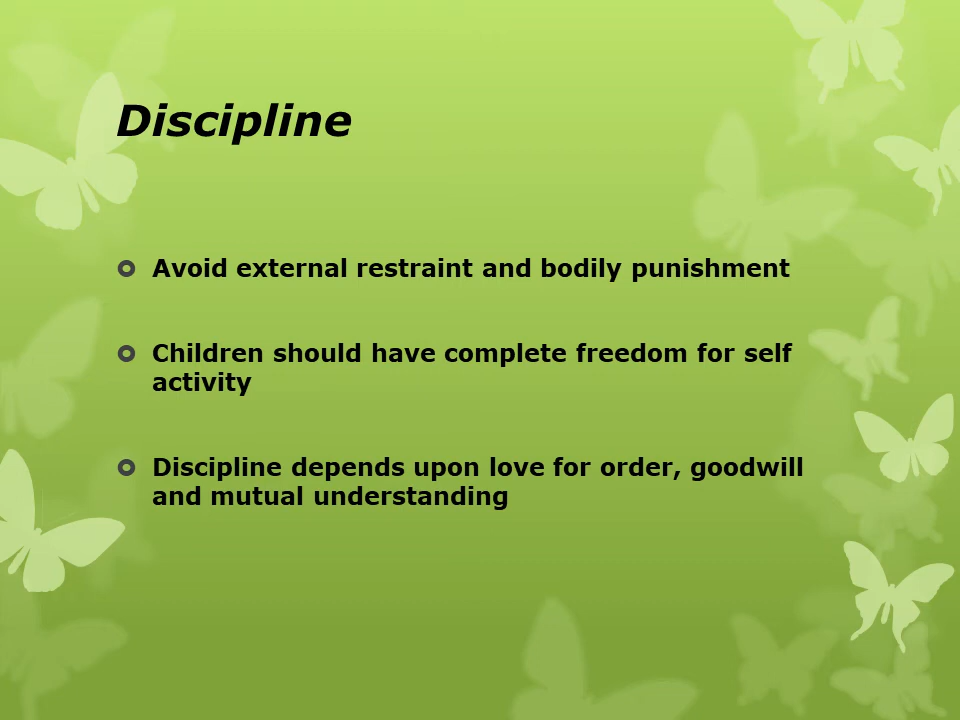 Discipline
Avoid external restraint and bodily punishment
Children should have complete freedom for self
activity
Discipline depends upon love for order, goodwill
and mutual understanding